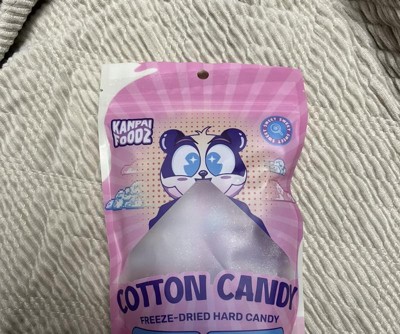 KANPAI
FOODZ
COTTON CANDY
FREEZE-DRIED HARD CANDY